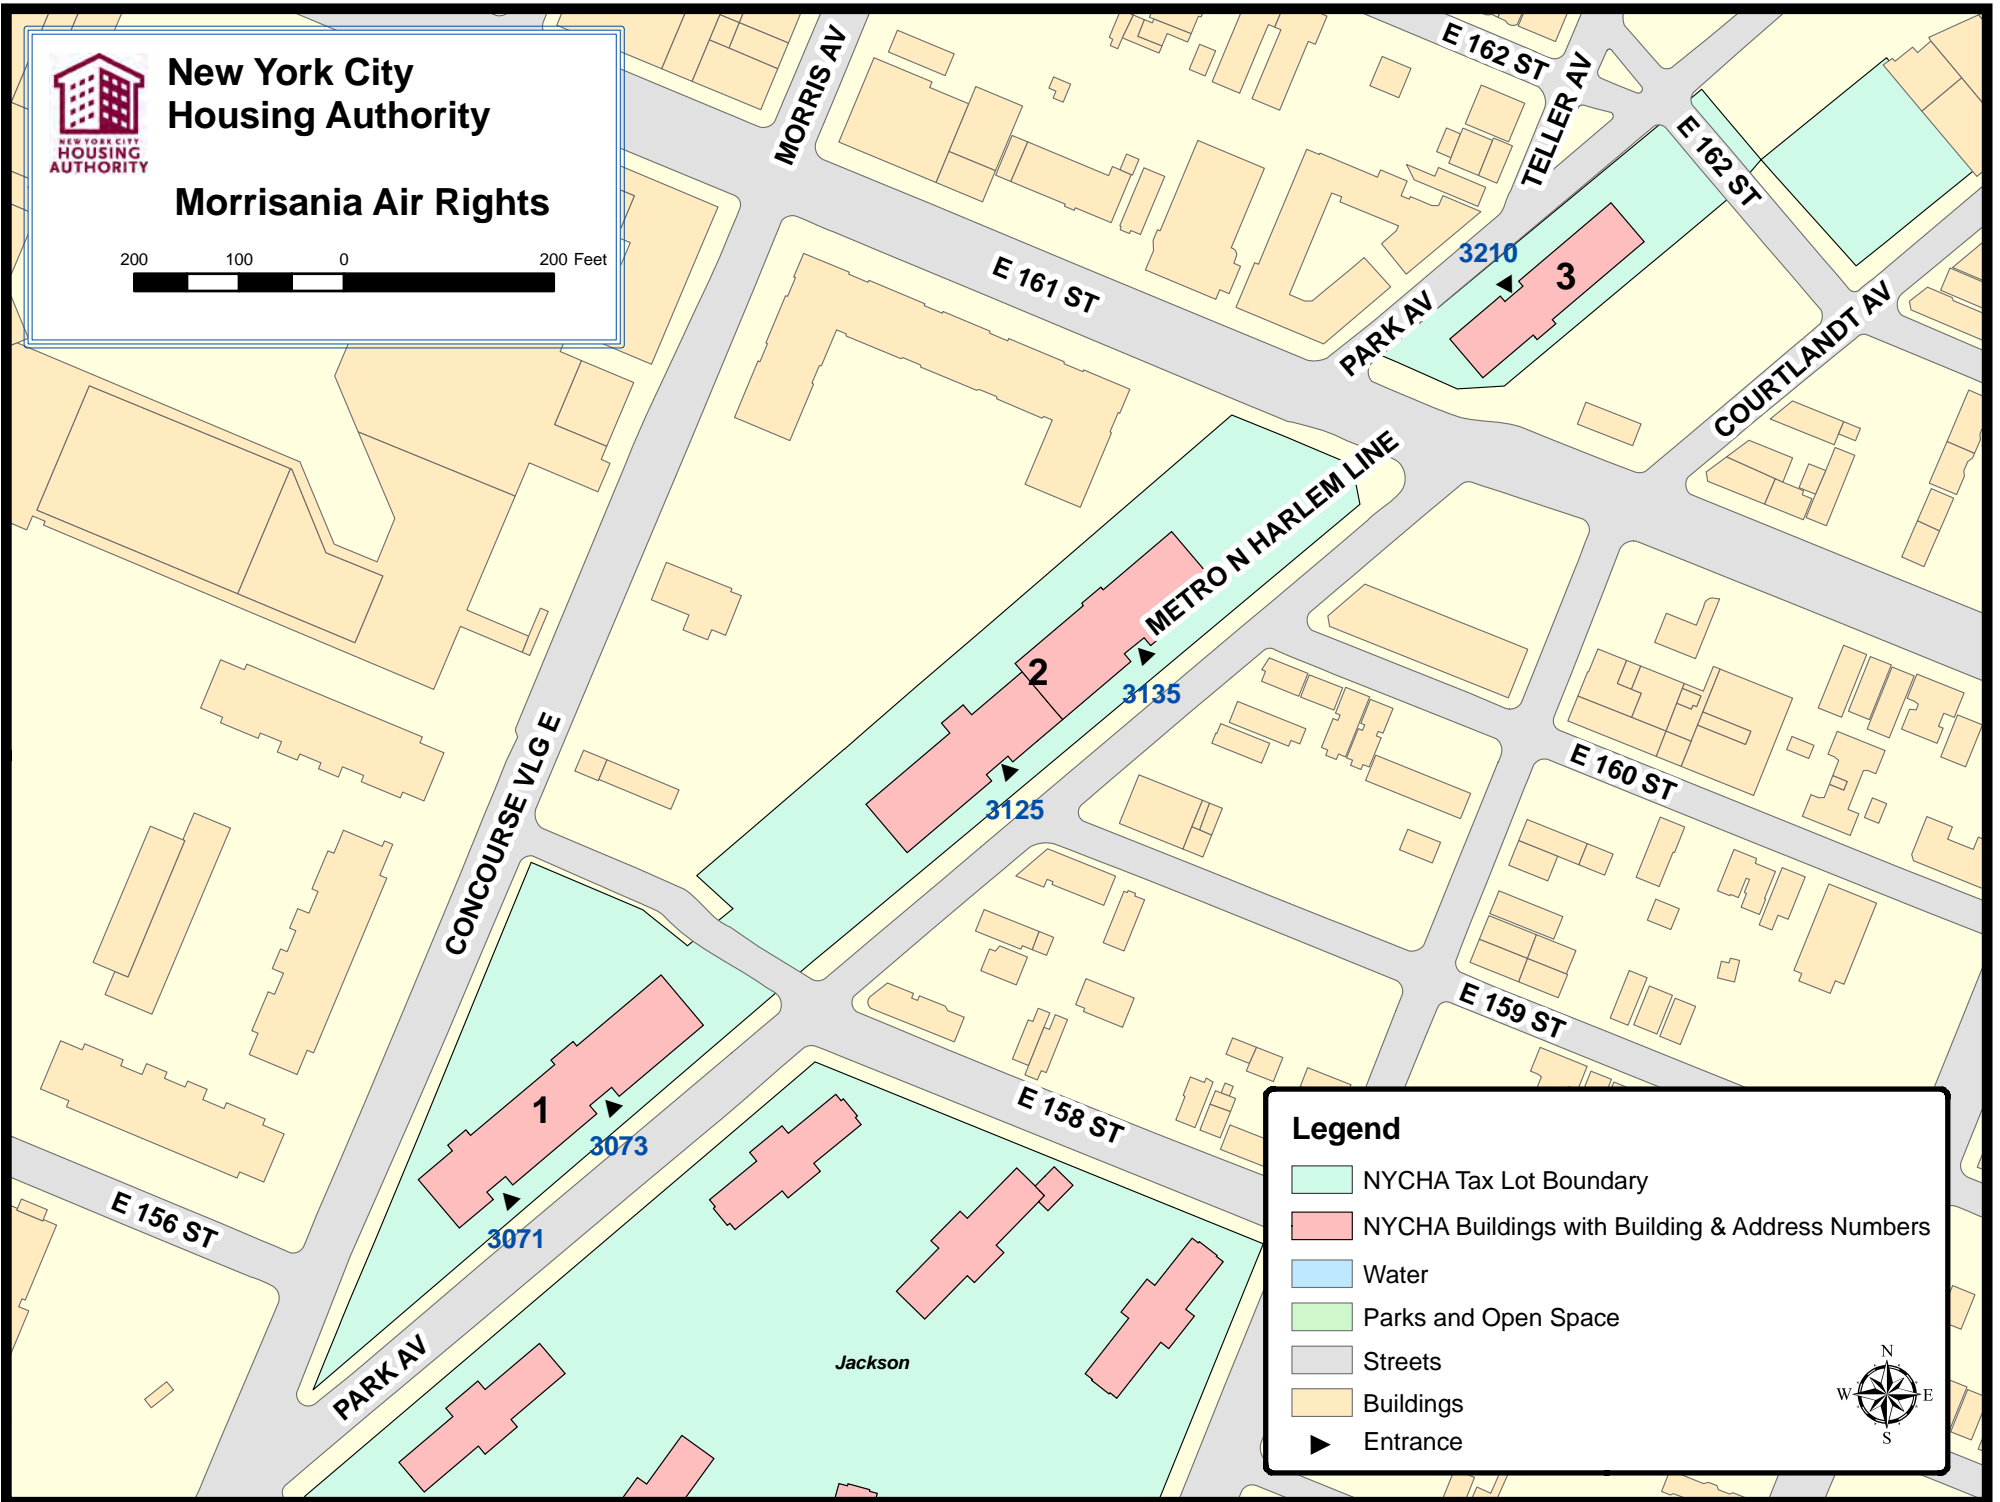 New York City
Housing Authority
NEW YORK CITY
HOUSING
AUTHORITY
Morrisania Air Rights
200 100 0 200 Feet
MORRIS AV
E 162 ST
TELLER AV
E 162 ST
E 161 ST
3210
3
PARK AV
COURTLANDT AV
METRO N HARLEM LINE
2
3135
3125
E 160 ST
CONCOURSE VLG E
E 159 ST
1
3073
3071
E 158 ST
E 156 ST
PARK AV
Jackson
Legend
NYCHA Tax Lot Boundary
NYCHA Buildings with Building & Address Numbers
Water
Parks and Open Space
Streets
Buildings
Entrance
N
W E
S